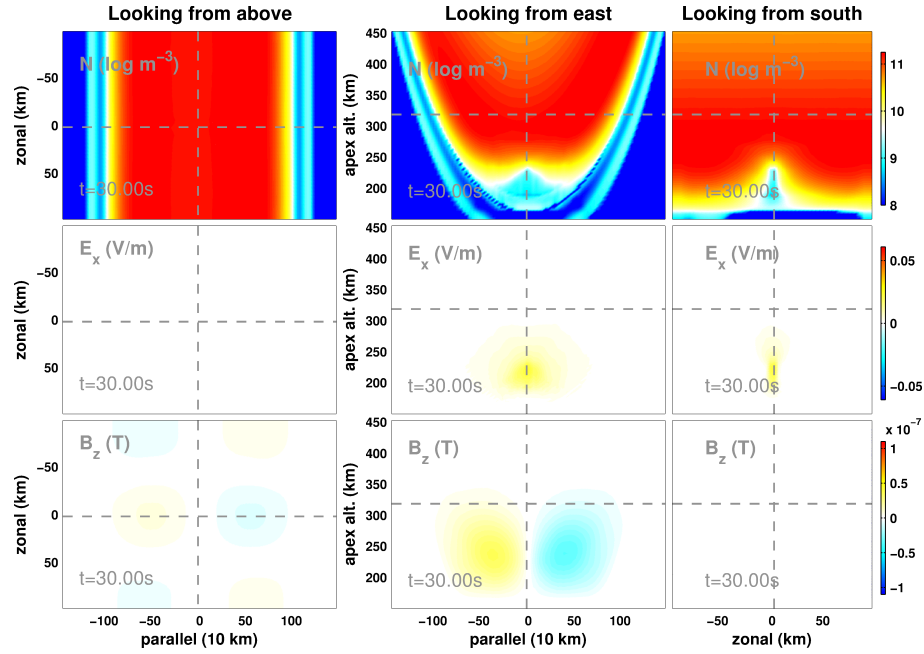 Looking from above Looking from east Looking from south
N (log m−3)
t=30.00s
zonal (km)
−50
0
50
N (log m−3)
t=30.00s
apex alt. (km)
450
400
350
300
250
200
N (log m−3)
t=30.00s
11
10
9
8
Ex (V/m)
t=30.00s
zonal (km)
−50
0
50
Ex (V/m)
t=30.00s
apex alt. (km)
450
400
350
300
250
200
Ex (V/m)
t=30.00s
0.05
0
−0.05
Bz (T)
t=30.00s
zonal (km)
−50
0
50
−100 −50 0 50 100
parallel (10 km)
Bz (T)
t=30.00s
apex alt. (km)
450
400
350
300
250
200
−100 −50 0 50 100
parallel (10 km)
Bz (T)
t=30.00s
−50 0 50
zonal (km)
x 10−7
1
0.5
0
−0.5
−1